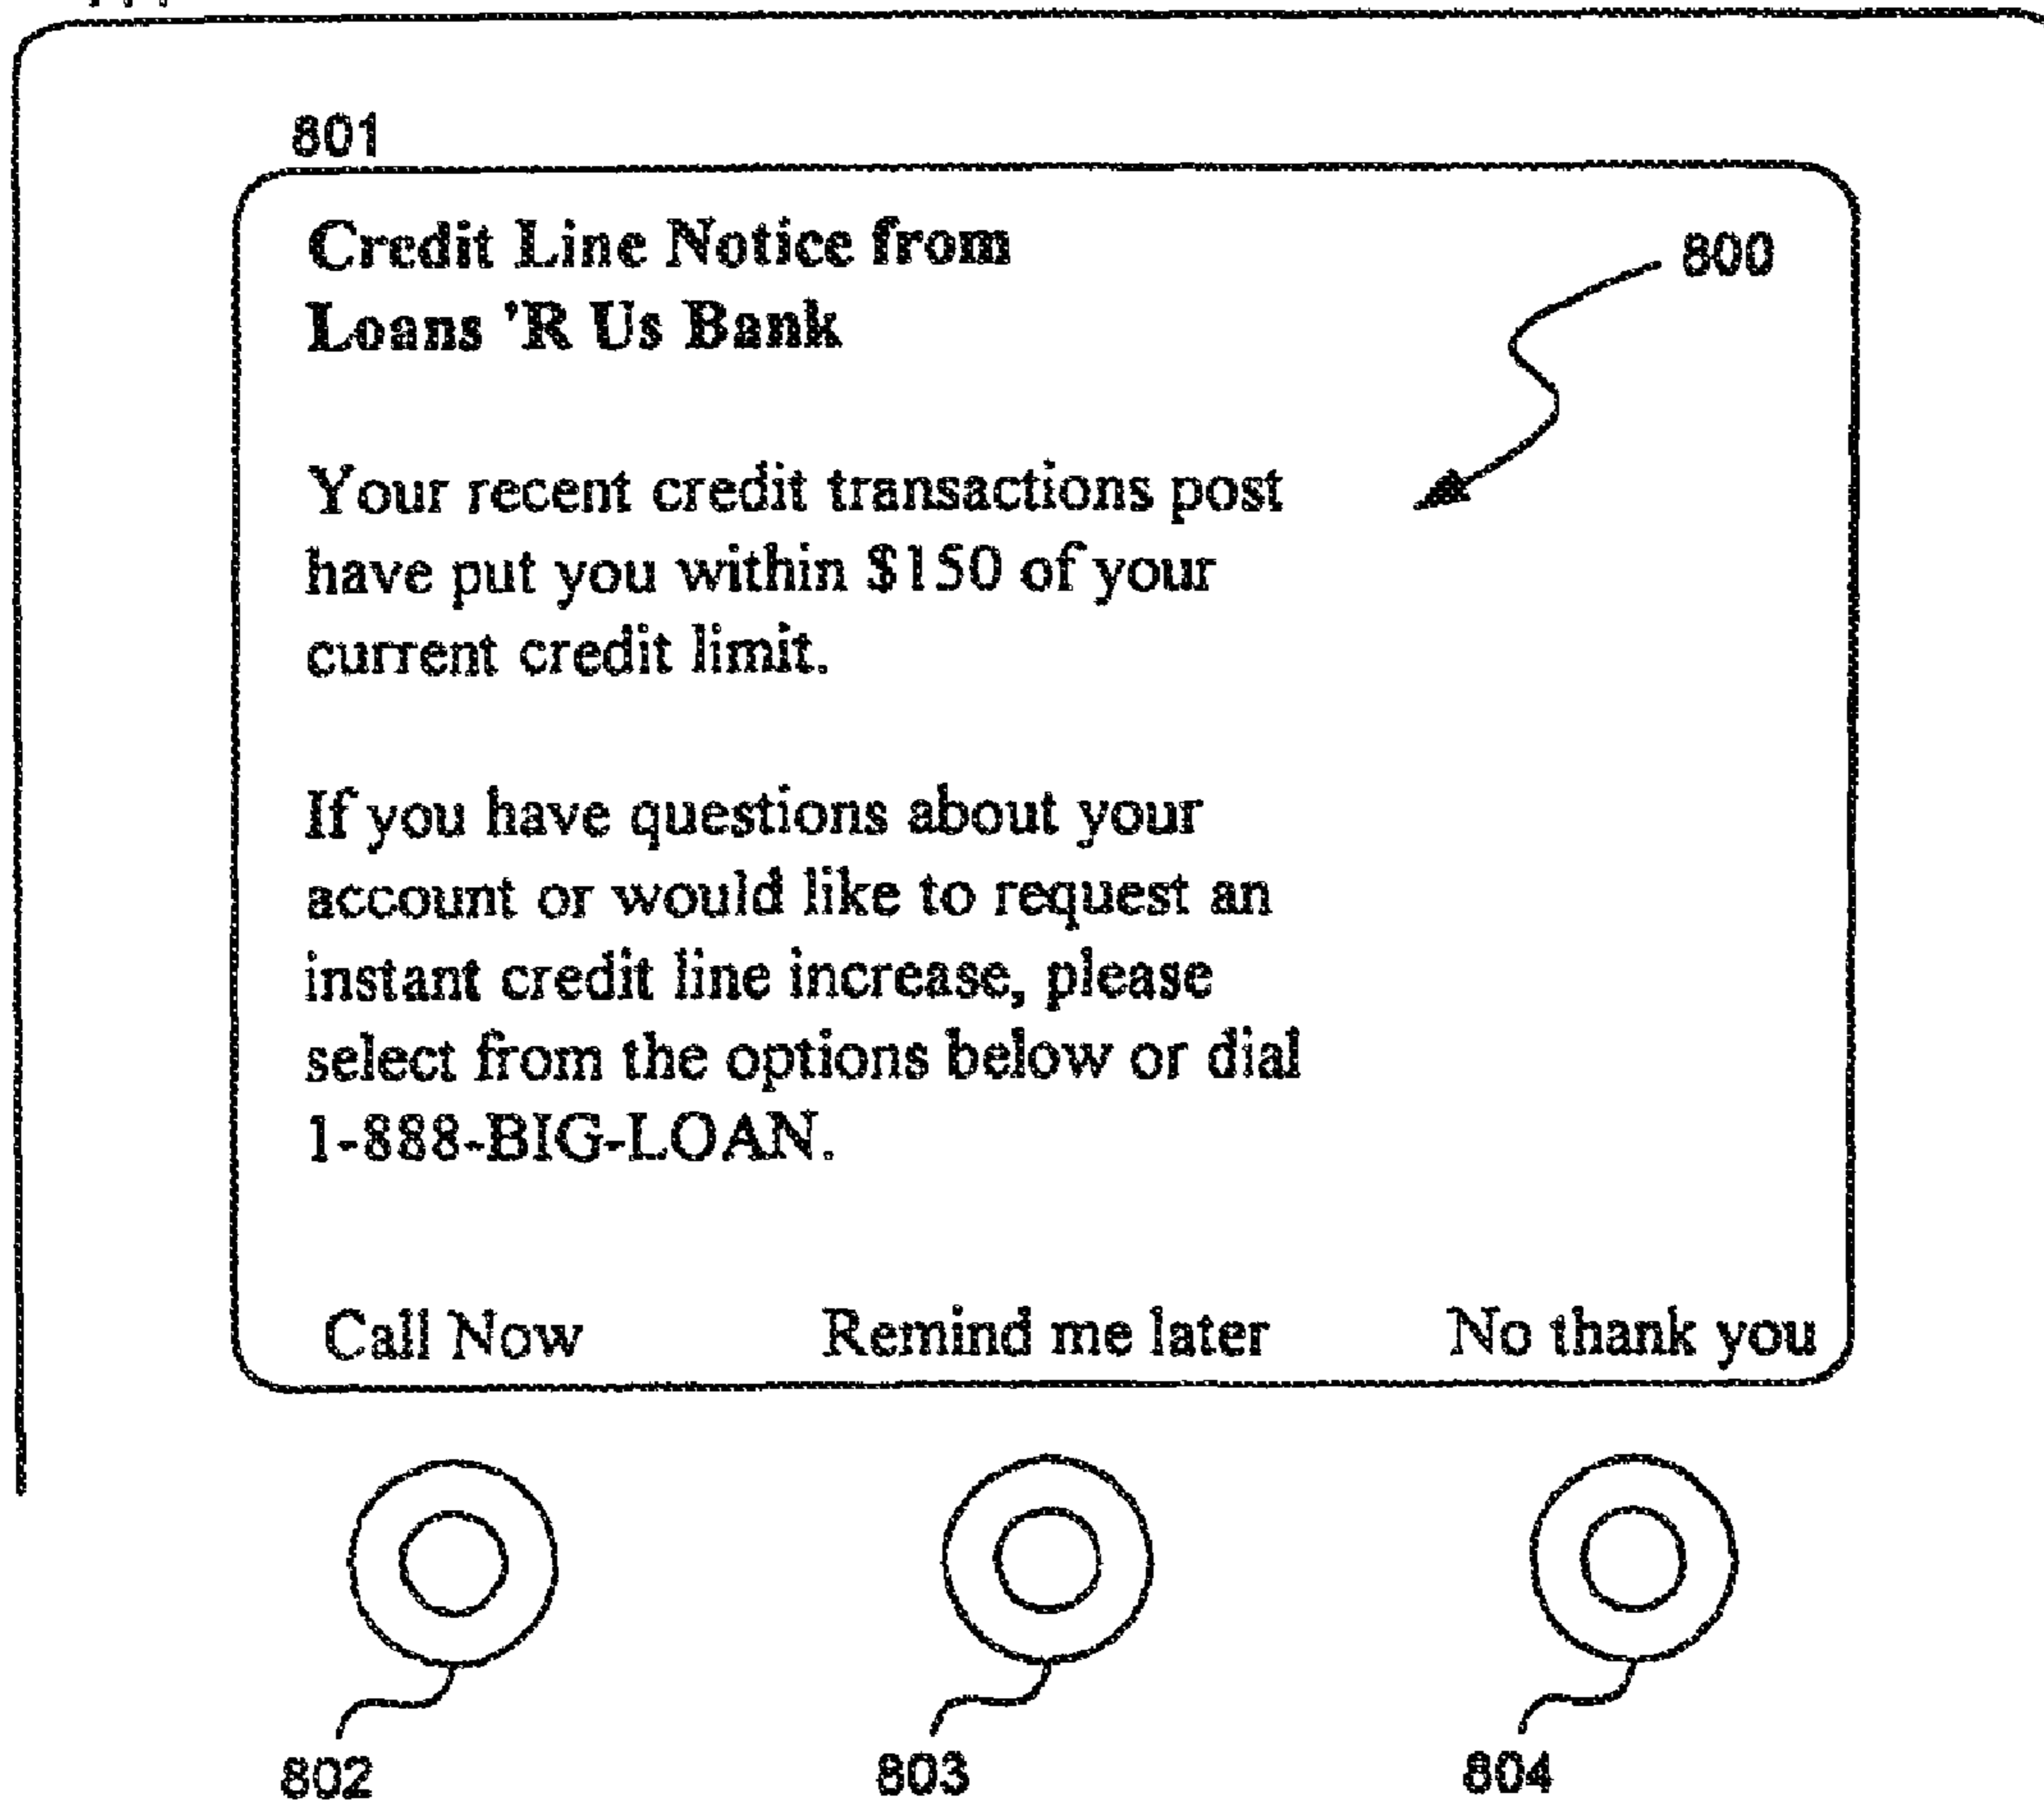 801
Credit Line Notice from
800
Loans 'R Us Bank
Your recent credit transactions post
have put you within $150 of your
current credit limit.
If you have questions about your
account or would like to request an
instant credit line increase, please
select from the options below or dial
1-888-BIG-LOAN.
Call Now Remind me later No thank you
802 803 804